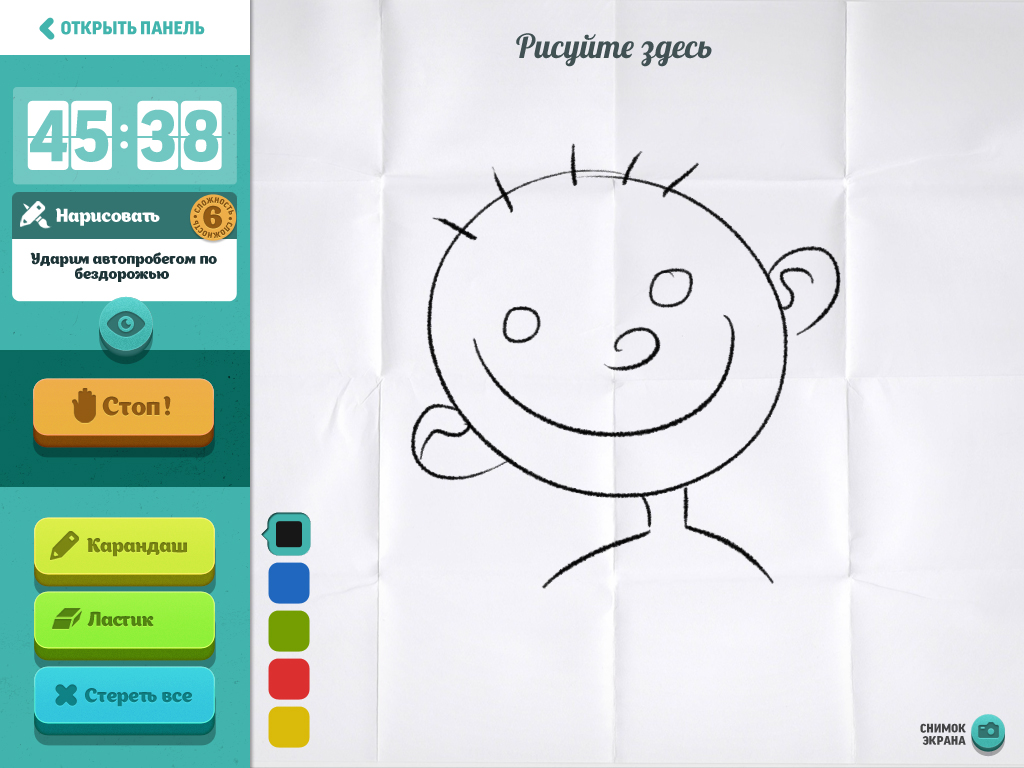 ОТКРЫТЬ ПАНЕЛЬ
Рисуйте здесь
45:38
Нарисовать
СЛОЖНОСТЬ
6
СЛОЖНОСТЬ
Ударим автопробегом по
бездорожью
Стоп!
Карандаш
Ластик
Стереть все
СНИМОК
ЭКРАНА